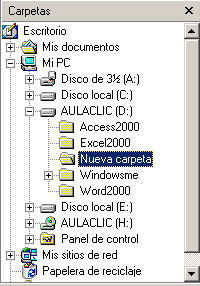 Carpetas
Escritorio
Mis documentos
Mi PC
Disco de 3½ (A:)
Disco local (C:)
AULACLIC (D:)
Access2000
Excel2000
Nueva carpeta
Windowsme
Word2000
Disco local (E:)
AULACLIC (H:)
Panel de control
Mis sitios de red
Papelera de reciclaje